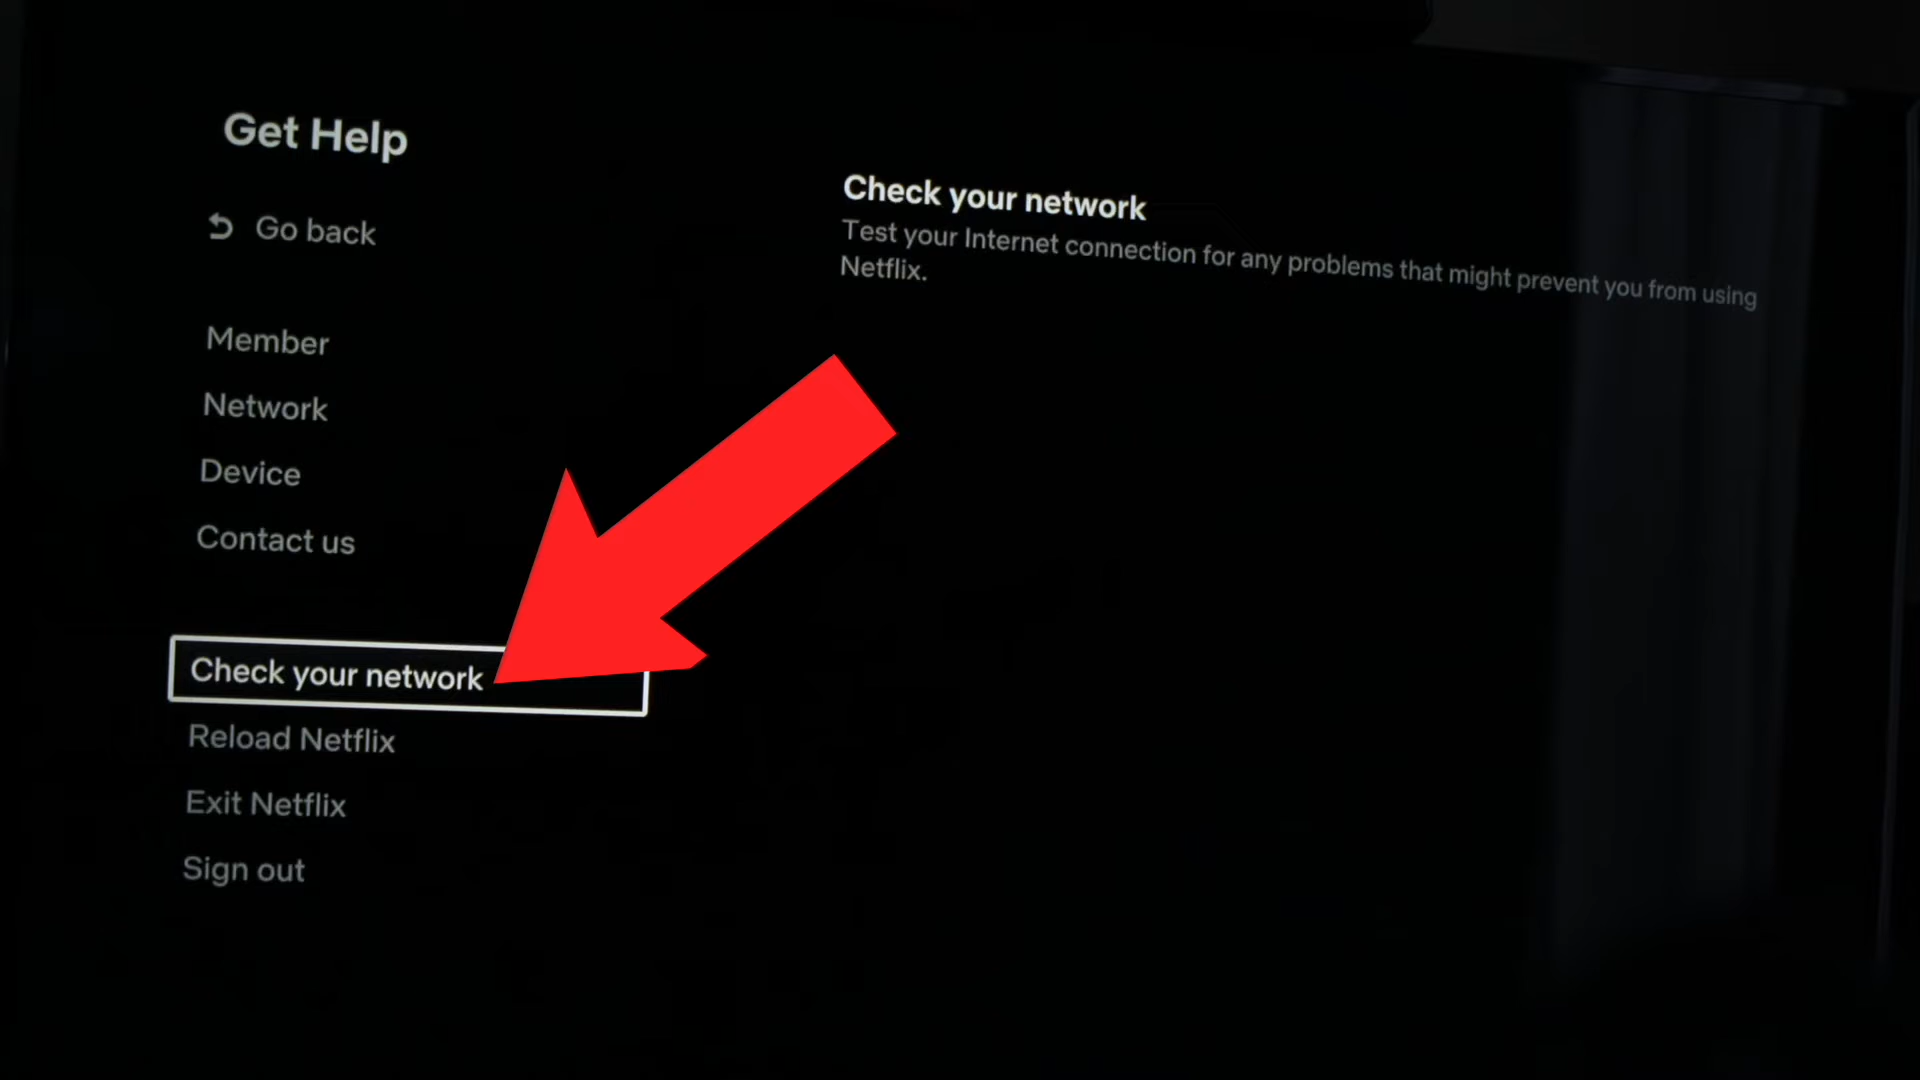 Get Help
Go back
Member
Network
Device
Contact us
Check your network
Reload Netflix
Exit Netflix
Sign out
Check your network
Test your Internet connection for any problems that might prevent you from using
Netflix.